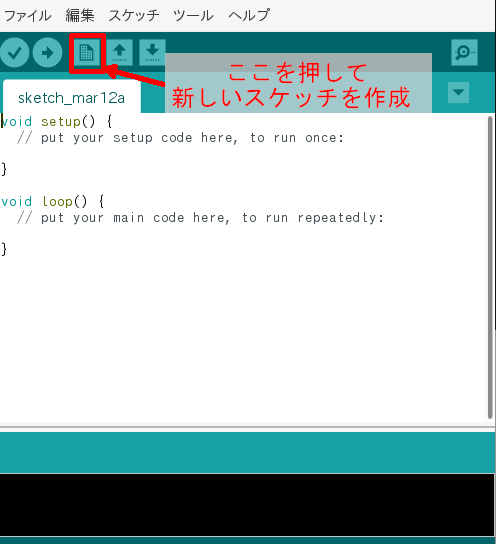 ファイル 編集 スケッチ ツール ヘルプ
ここを押して
新しいスケッチを作成
sketch_mar12a
void setup() {
  // put your setup code here, to run once:
}
void loop() {
  // put your main code here, to run repeatedly:
}